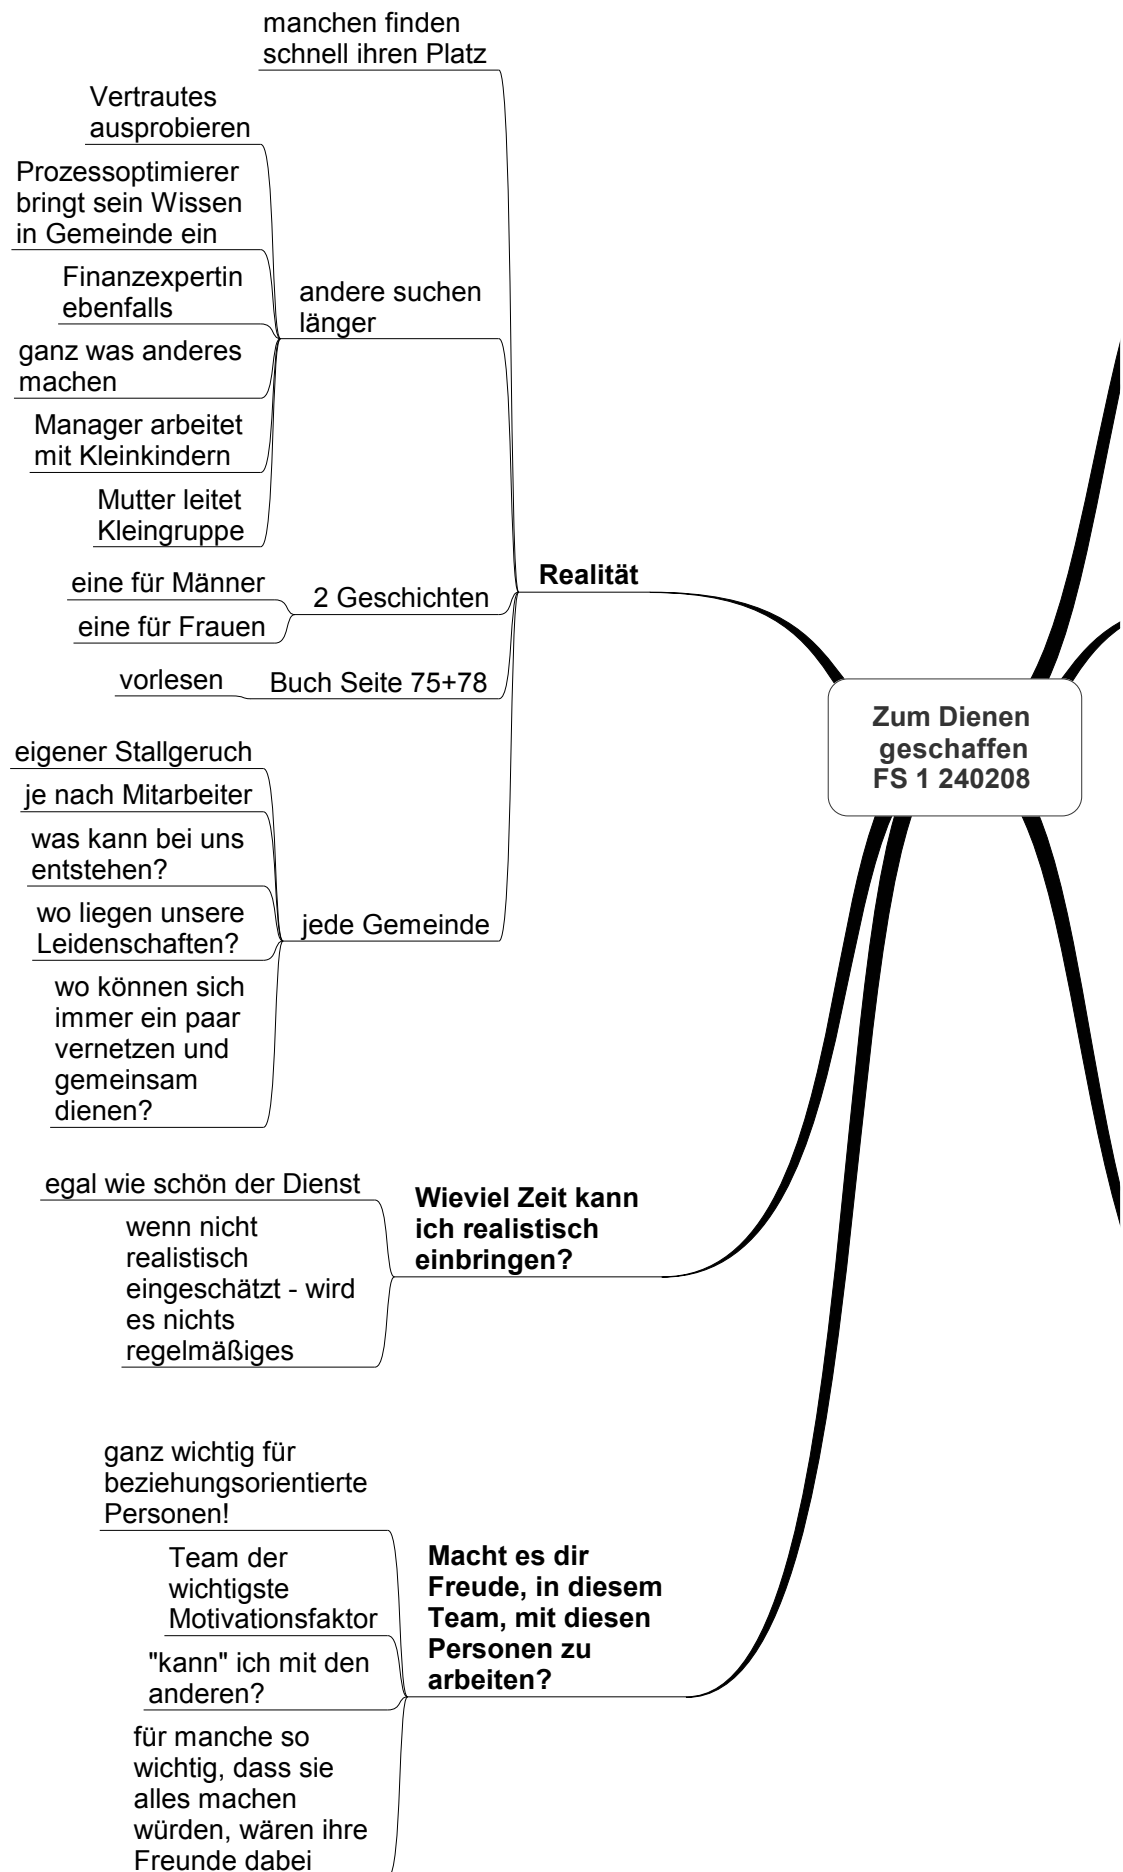 manchen finden
schnell ihren Platz
Vertrautes
ausprobieren
Prozessoptimierer
bringt sein Wissen
in Gemeinde ein
Finanzexpertin
ebenfalls
ganz was anderes
machen
Manager arbeitet
mit Kleinkindern
Mutter leitet
Kleingruppe
andere suchen
länger
eine für Männer
eine für Frauen
2 Geschichten
vorlesen
Buch Seite 75+78
eigener Stallgeruch
je nach Mitarbeiter
was kann bei uns
entstehen?
wo liegen unsere
Leidenschaften?
wo können sich
immer ein paar
vernetzen und
gemeinsam
dienen?
jede Gemeinde
Realität
Zum Dienen
geschaffen
FS 1 240208
egal wie schön der Dienst
wenn nicht
realistisch
eingeschätzt - wird
es nichts
regelmäßiges
Wieviel Zeit kann
ich realistisch
einbringen?
ganz wichtig für
beziehungsorientierte
Personen!
Team der
wichtigste
Motivationsfaktor
"kann" ich mit den
anderen?
für manche so
wichtig, dass sie
alles machen
würden, wären ihre
Freunde dabei
Macht es dir
Freude, in diesem
Team, mit diesen
Personen zu
arbeiten?